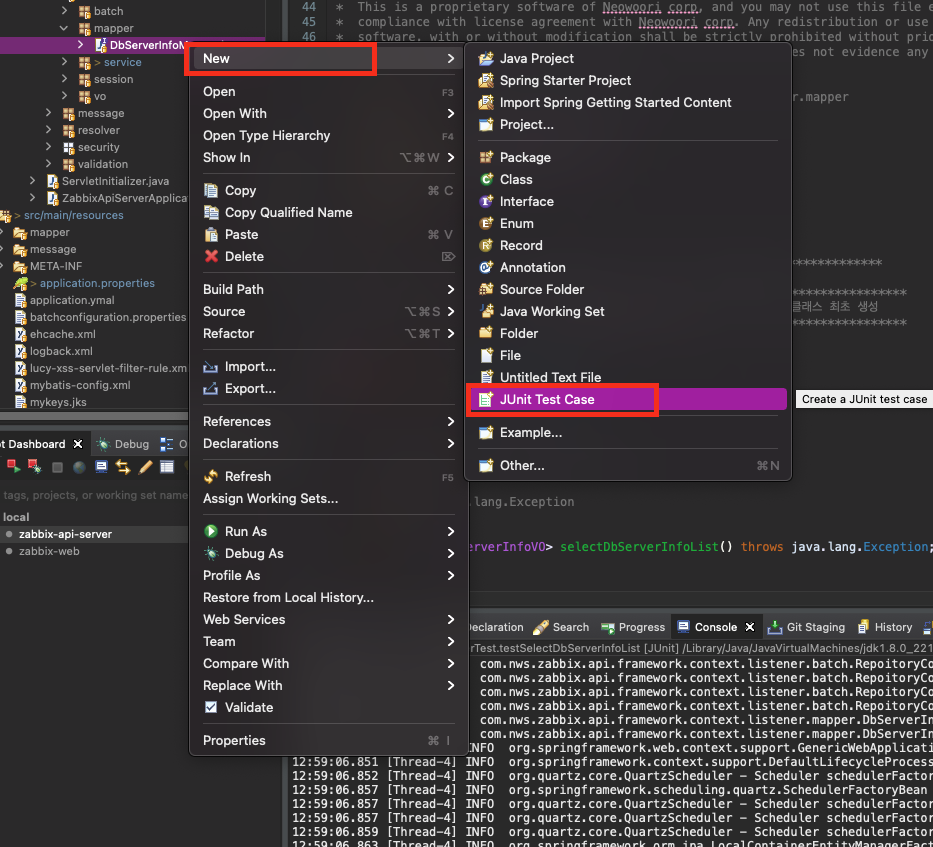 batch
mapper
DbServerInfoM
> service
session
vo
message
resolver
security
validation
ServletInitializer.java
ZabbixApiServerApplica
> src/main/resources
mapper
message
META-INF
> application.properties
application.ymal
batchconfiguration.properties
ehcache.xml
logback.xml
lucy-xss-servlet-filter-rule.xm
mybatis-config.xml
mykeys.jks
t Dashboard
Debug
tags, projects, or working set name
local
zabbix-api-server
zabbix-web
44 * This is a proprietary software of Neowoori corp, and you may not use this file e
45 * compliance with license agreement with Neowoori corp. Any redistribution or use
46 * software, with or without modification shall be strictly prohibited without prio
es not evidence any
r.mapper
*************
****************
클래스 최초 생성
****************
.lang.Exception
erverInfoVO> selectDbServerInfoList() throws java.lang.Exception;
New
Open F3
Open With
Open Type Hierarchy F4
Show In ⌥⌘W
Copy ⌘ C
Copy Qualified Name
Paste ⌘ V
Delete ⌦
Build Path
Source ⌥⌘S
Refactor ⌥⌘T
Import...
Export...
References
Declarations
Refresh F5
Assign Working Sets...
Run As
Debug As
Profile As
Restore from Local History...
Web Services
Team
Compare With
Replace With
Validate
Properties ⌘ I
Java Project
Spring Starter Project
Import Spring Getting Started Content
Project...
Package
Class
Interface
Enum
Record
Annotation
Source Folder
Java Working Set
Folder
File
Untitled Text File
JUnit Test Case
Example...
Other... ⌘N
Create a JUnit test case
Declaration
Search
Progress
Console
Git Staging
History
rTest.testSelectDbServerInfoList [JUnit] /Library/Java/JavaVirtualMachines/jdk1.8.0_221
com.nws.zabbix.api.framework.context.listener.batch.RepoitoryCo
com.nws.zabbix.api.framework.context.listener.batch.RepoitoryCo
com.nws.zabbix.api.framework.context.listener.batch.RepoitoryCo
com.nws.zabbix.api.framework.context.listener.batch.RepoitoryCo
com.nws.zabbix.api.framework.context.listener.mapper.DbServerIn
com.nws.zabbix.api.framework.context.listener.mapper.DbServerIn
INFO org.springframework.web.context.support.GenericWebApplicati
12:59:06.851 [Thread-4] INFO org.springframework.context.support.DefaultLifecycleProcess
12:59:06.852 [Thread-4] INFO org.quartz.core.QuartzScheduler – Scheduler schedulerFactor
12:59:06.857 [Thread-4] INFO org.springframework.scheduling.quartz.SchedulerFactoryBean
12:59:06.857 [Thread-4] INFO org.quartz.core.QuartzScheduler – Scheduler schedulerFactor
12:59:06.857 [Thread-4] INFO org.quartz.core.QuartzScheduler – Scheduler schedulerFactor
12:59:06.859 [Thread-4] INFO org.quartz.core.QuartzScheduler – Scheduler schedulerFactor
12:59:06.863 [Thread-4] INFO org.springframework.orm.jpa.LocalContainerEntityManagerFact